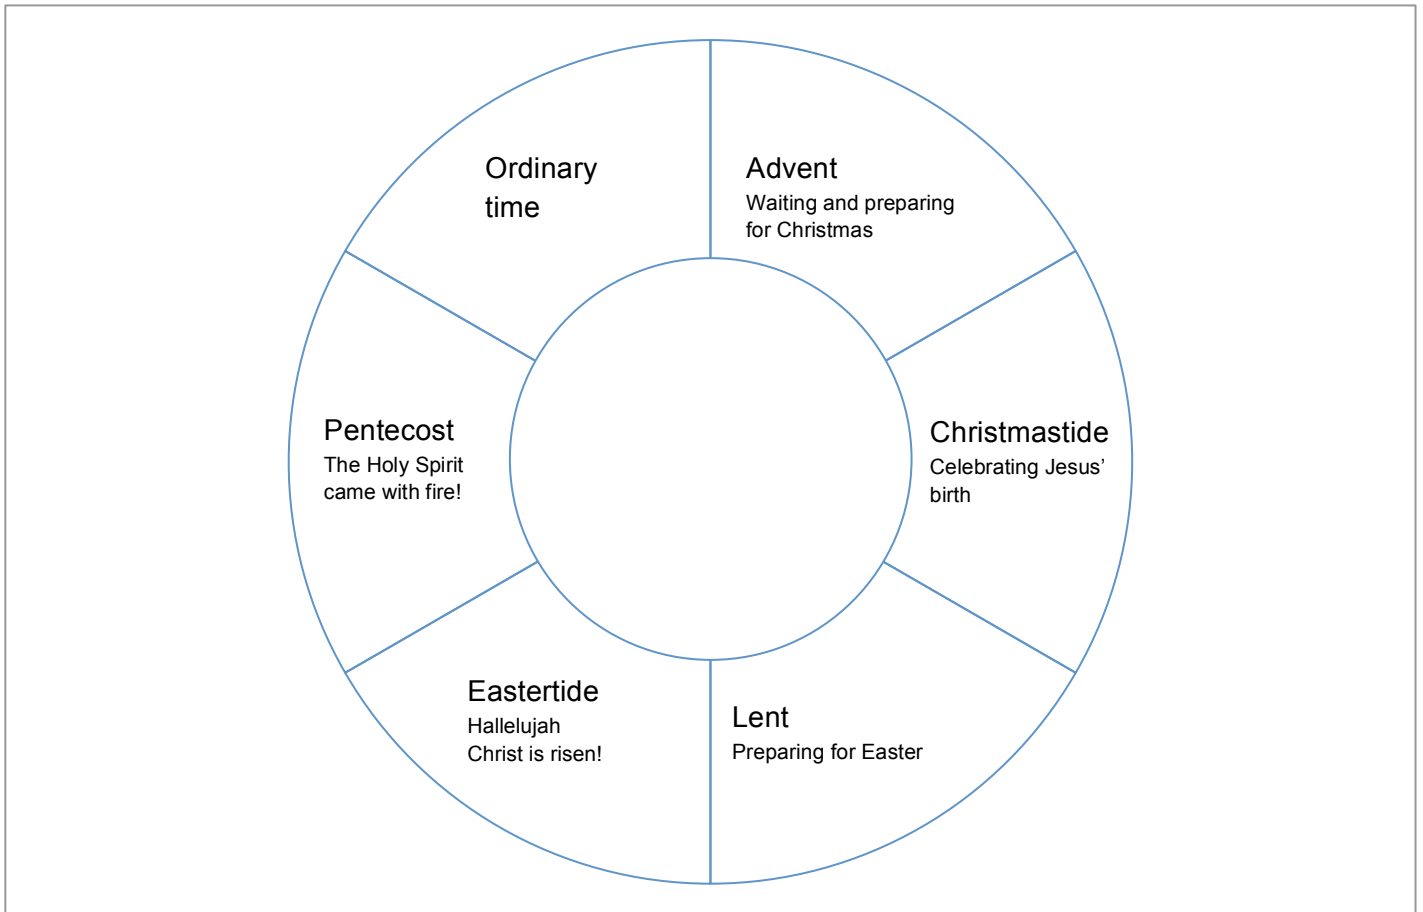 Ordinary
time
Advent
Waiting and preparing
for Christmas
Christmastide
Celebrating Jesus’
birth
Lent
Preparing for Easter
Eastertide
Hallelujah
Christ is risen!
Pentecost
The Holy Spirit
came with fire!